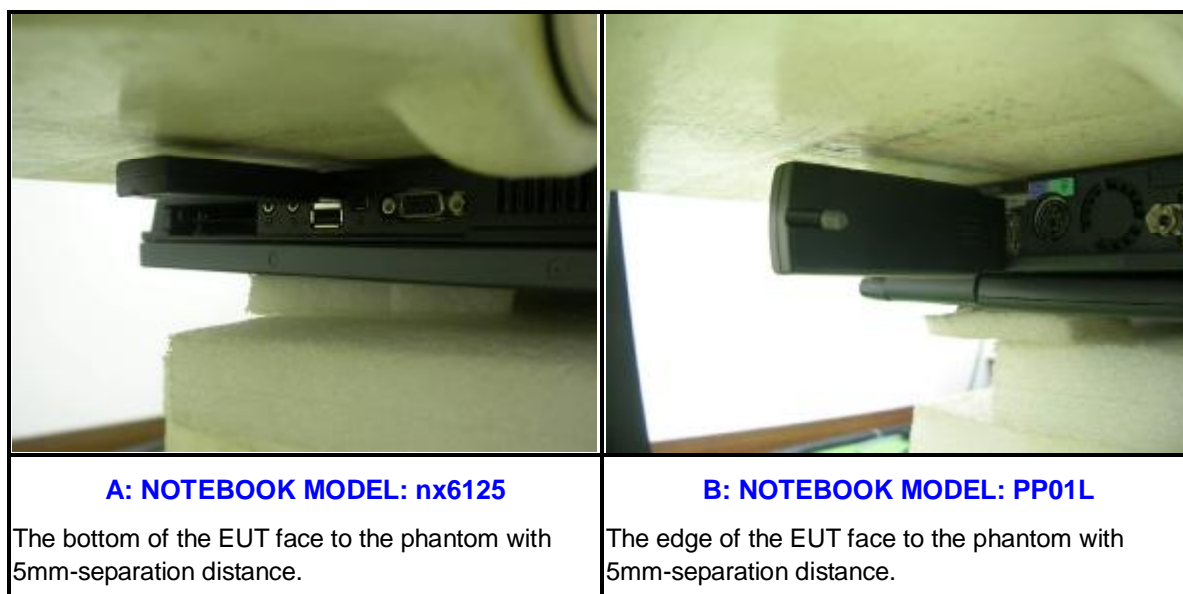 A: NOTEBOOK MODEL: nx6125
The bottom of the EUT face to the phantom with
5mm-separation distance.
B: NOTEBOOK MODEL: PP01L
The edge of the EUT face to the phantom with
5mm-separation distance.